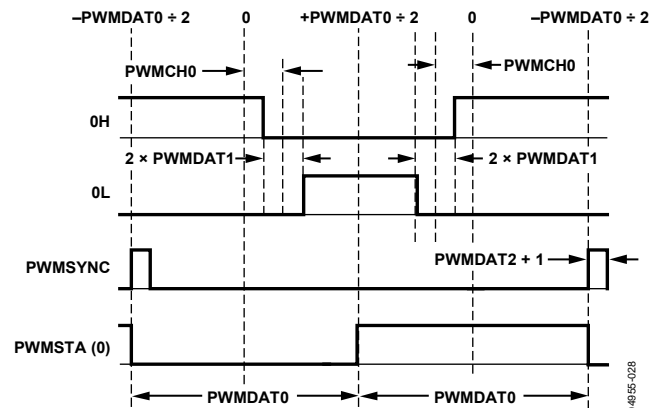 –PWMDAT0 ÷ 2 0 +PWMDAT0 ÷ 2 0 –PWMDAT0 ÷ 2
PWMCH0 PWMCH0
0H
2 × PWMDAT1 2 × PWMDAT1
0L
PWMSYNC PWMDAT2 + 1
PWMSTA (0)
PWMDAT0 PWMDAT0
04955-028